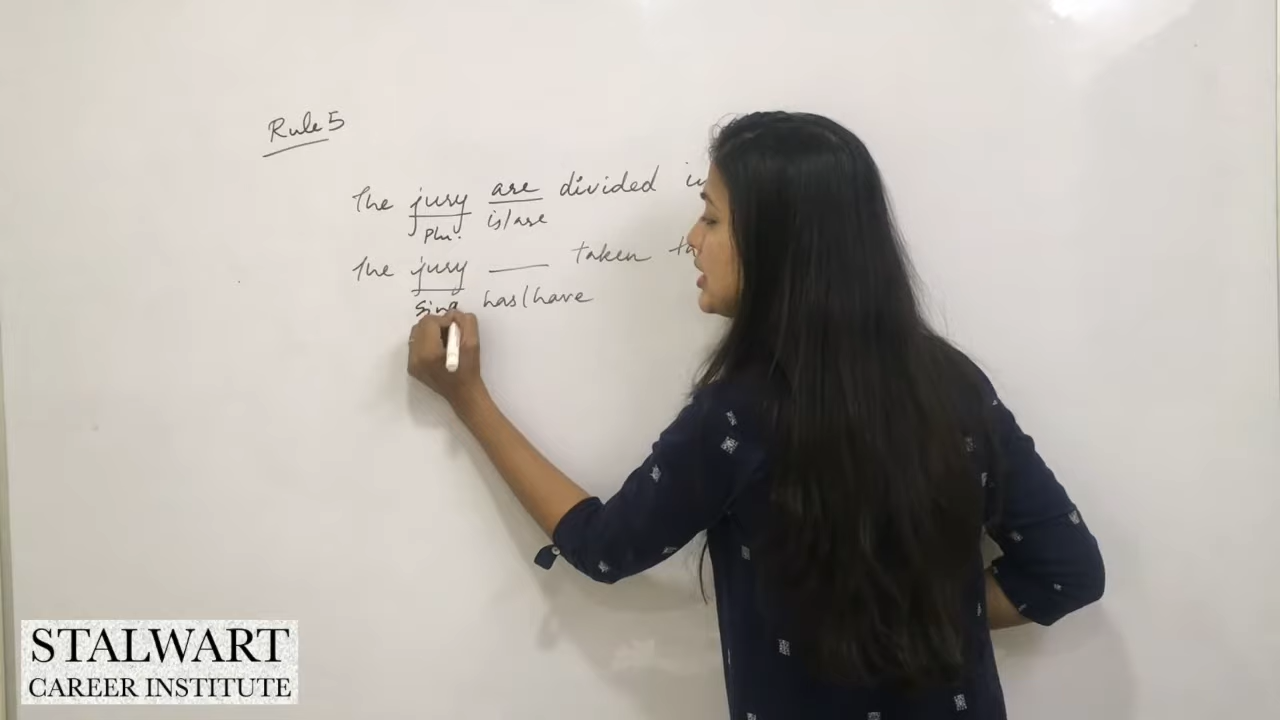 Rule 5
The jury are divided
Plu. is/are
The jury ___ taken
Sing has/have
STALWART
CAREER INSTITUTE